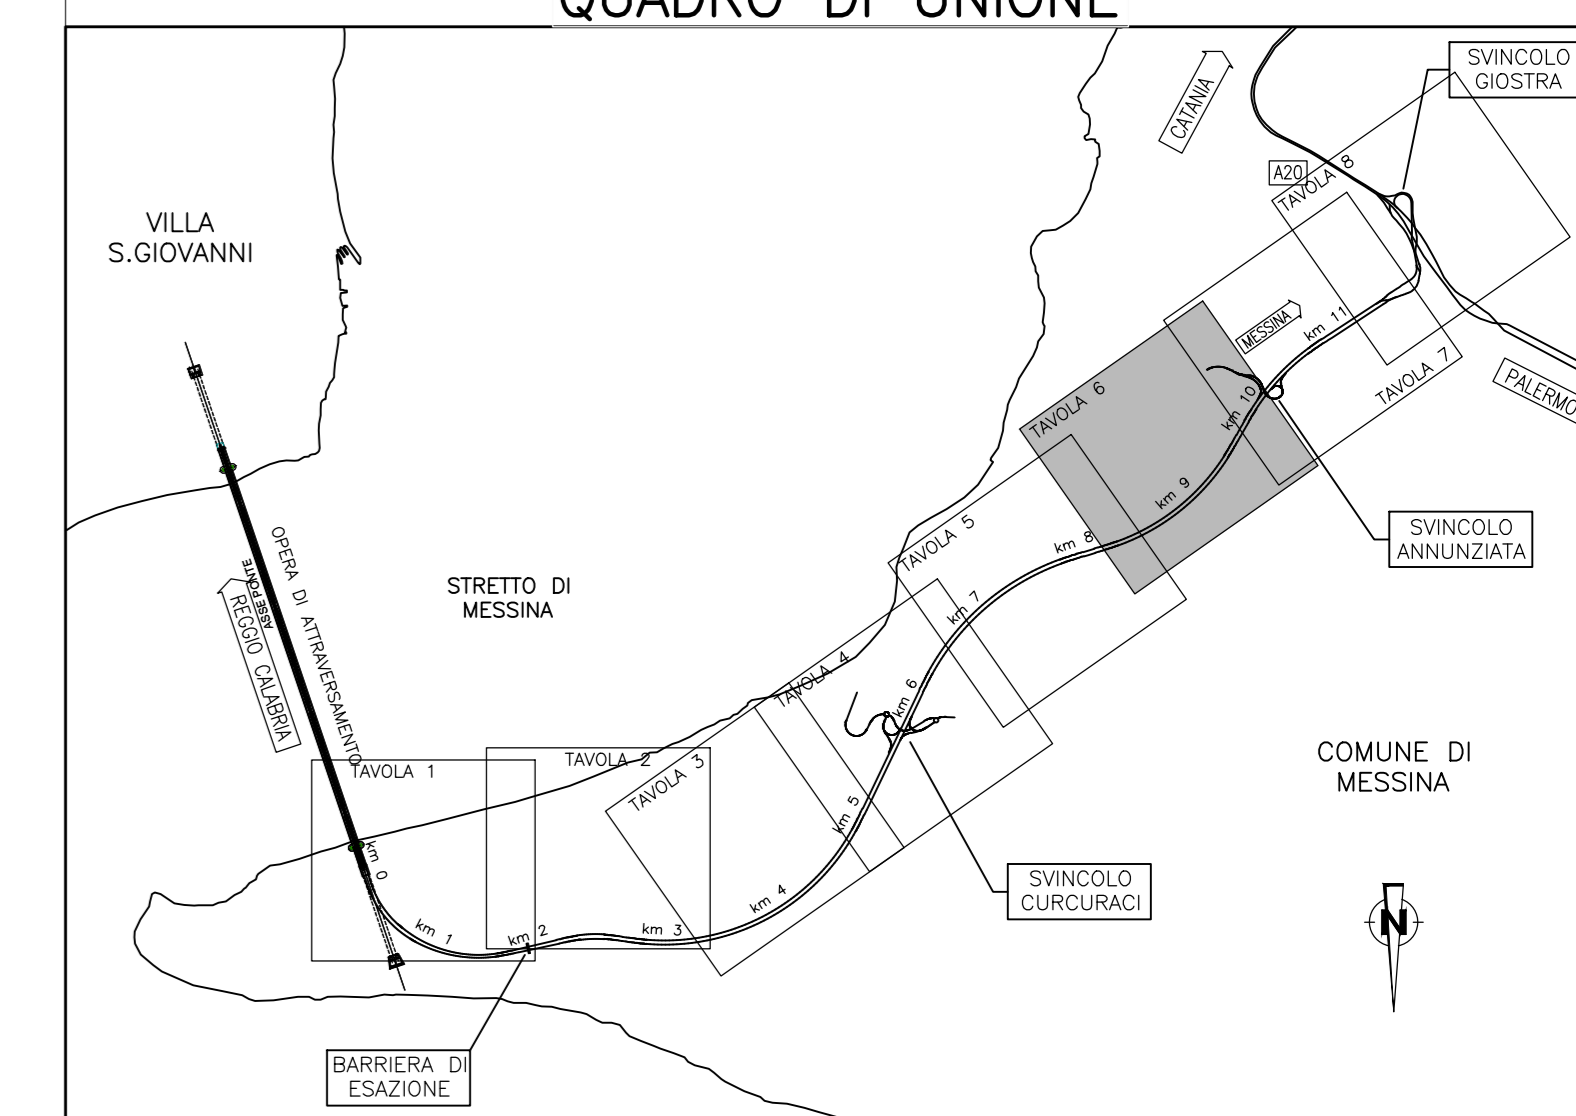 QUADRO DI UNIONE
SVINCOLO
GIOSTRA
CATANIA
A20
TAVOLA 8
VILLA
S.GIOVANNI
MESSINA
km 11
TAVOLA 7
PALERMO
TAVOLA 6
km 10
km 9
SVINCOLO
ANNUNZIATA
TAVOLA 5
km 8
OPERA DI ATTRAVERSAMENTO
ASSE PONTE
REGGIO CALABRIA
STRETTO DI
MESSINA
km 7
TAVOLA 4
km 6
COMUNE DI
MESSINA
TAVOLA 1
TAVOLA 2
TAVOLA 3
km 5
km 0
SVINCOLO
CURCURACI
km 4
km 1
km 2
km 3
N
BARRIERA DI
ESAZIONE